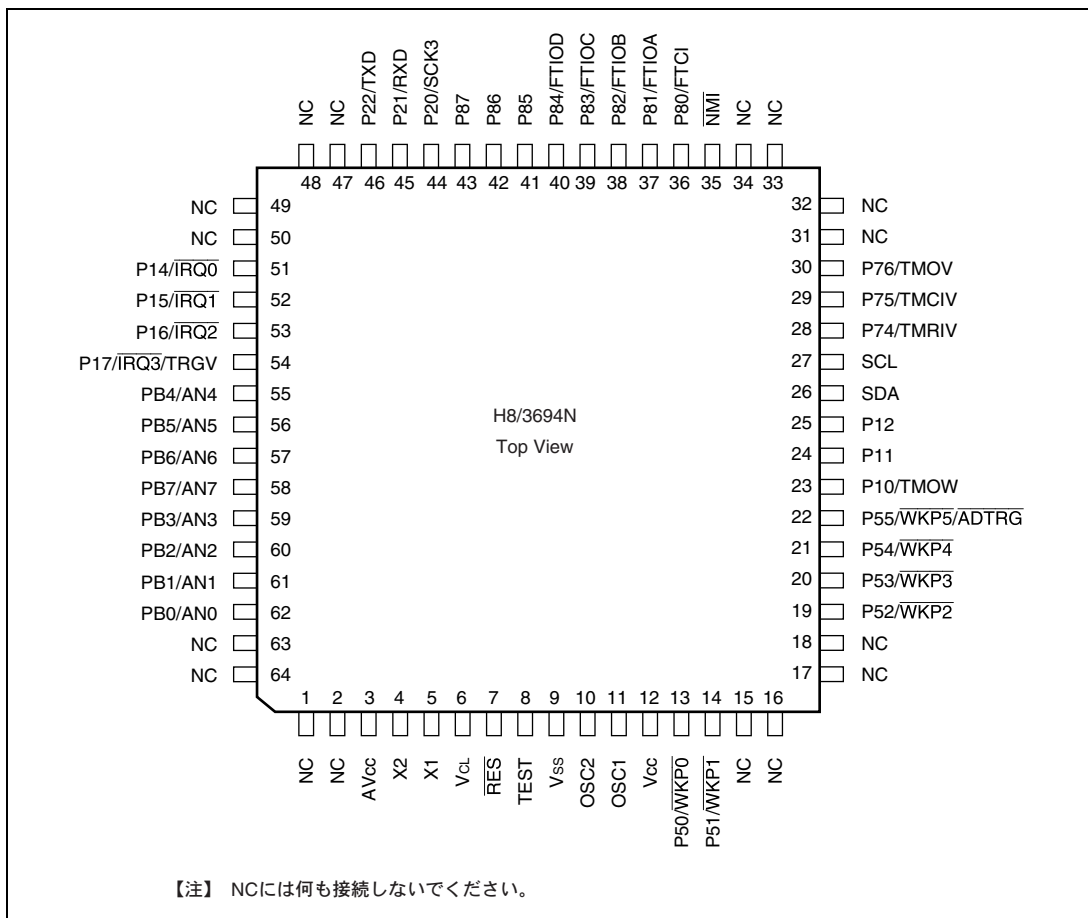 NC
NC
P22/TXD
P21/RXD
P20/SCK3
P87
P86
P85
P84/FTIOD
P83/FTIOC
P82/FTIOB
P81/FTIOA
P80/FTCI
NMI
NC
NC
48 47 46 45 44 43 42 41 40 39 38 37 36 35 34 33
NC 49
NC 50
P14/IRQ0 51
P15/IRQ1 52
P16/IRQ2 53
P17/IRQ3/TRGV 54
PB4/AN4 55
PB5/AN5 56
PB6/AN6 57
PB7/AN7 58
PB3/AN3 59
PB2/AN2 60
PB1/AN1 61
PB0/AN0 62
NC 63
NC 64
H8/3694N
Top View
32 NC
31 NC
30 P76/TMOV
29 P75/TMCIV
28 P74/TMRIV
27 SCL
26 SDA
25 P12
24 P11
23 P10/TMOW
22 P55/WKP5/ADTRG
21 P54/WKP4
20 P53/WKP3
19 P52/WKP2
18 NC
17 NC
1 2 3 4 5 6 7 8 9 10 11 12 13 14 15 16
NC
NC
AVcc
X2
X1
VCL
RES
TEST
Vss
OSC2
OSC1
Vcc
P50/WKP0
P51/WKP1
NC
NC
【注】 NCには何も接続しないでください。